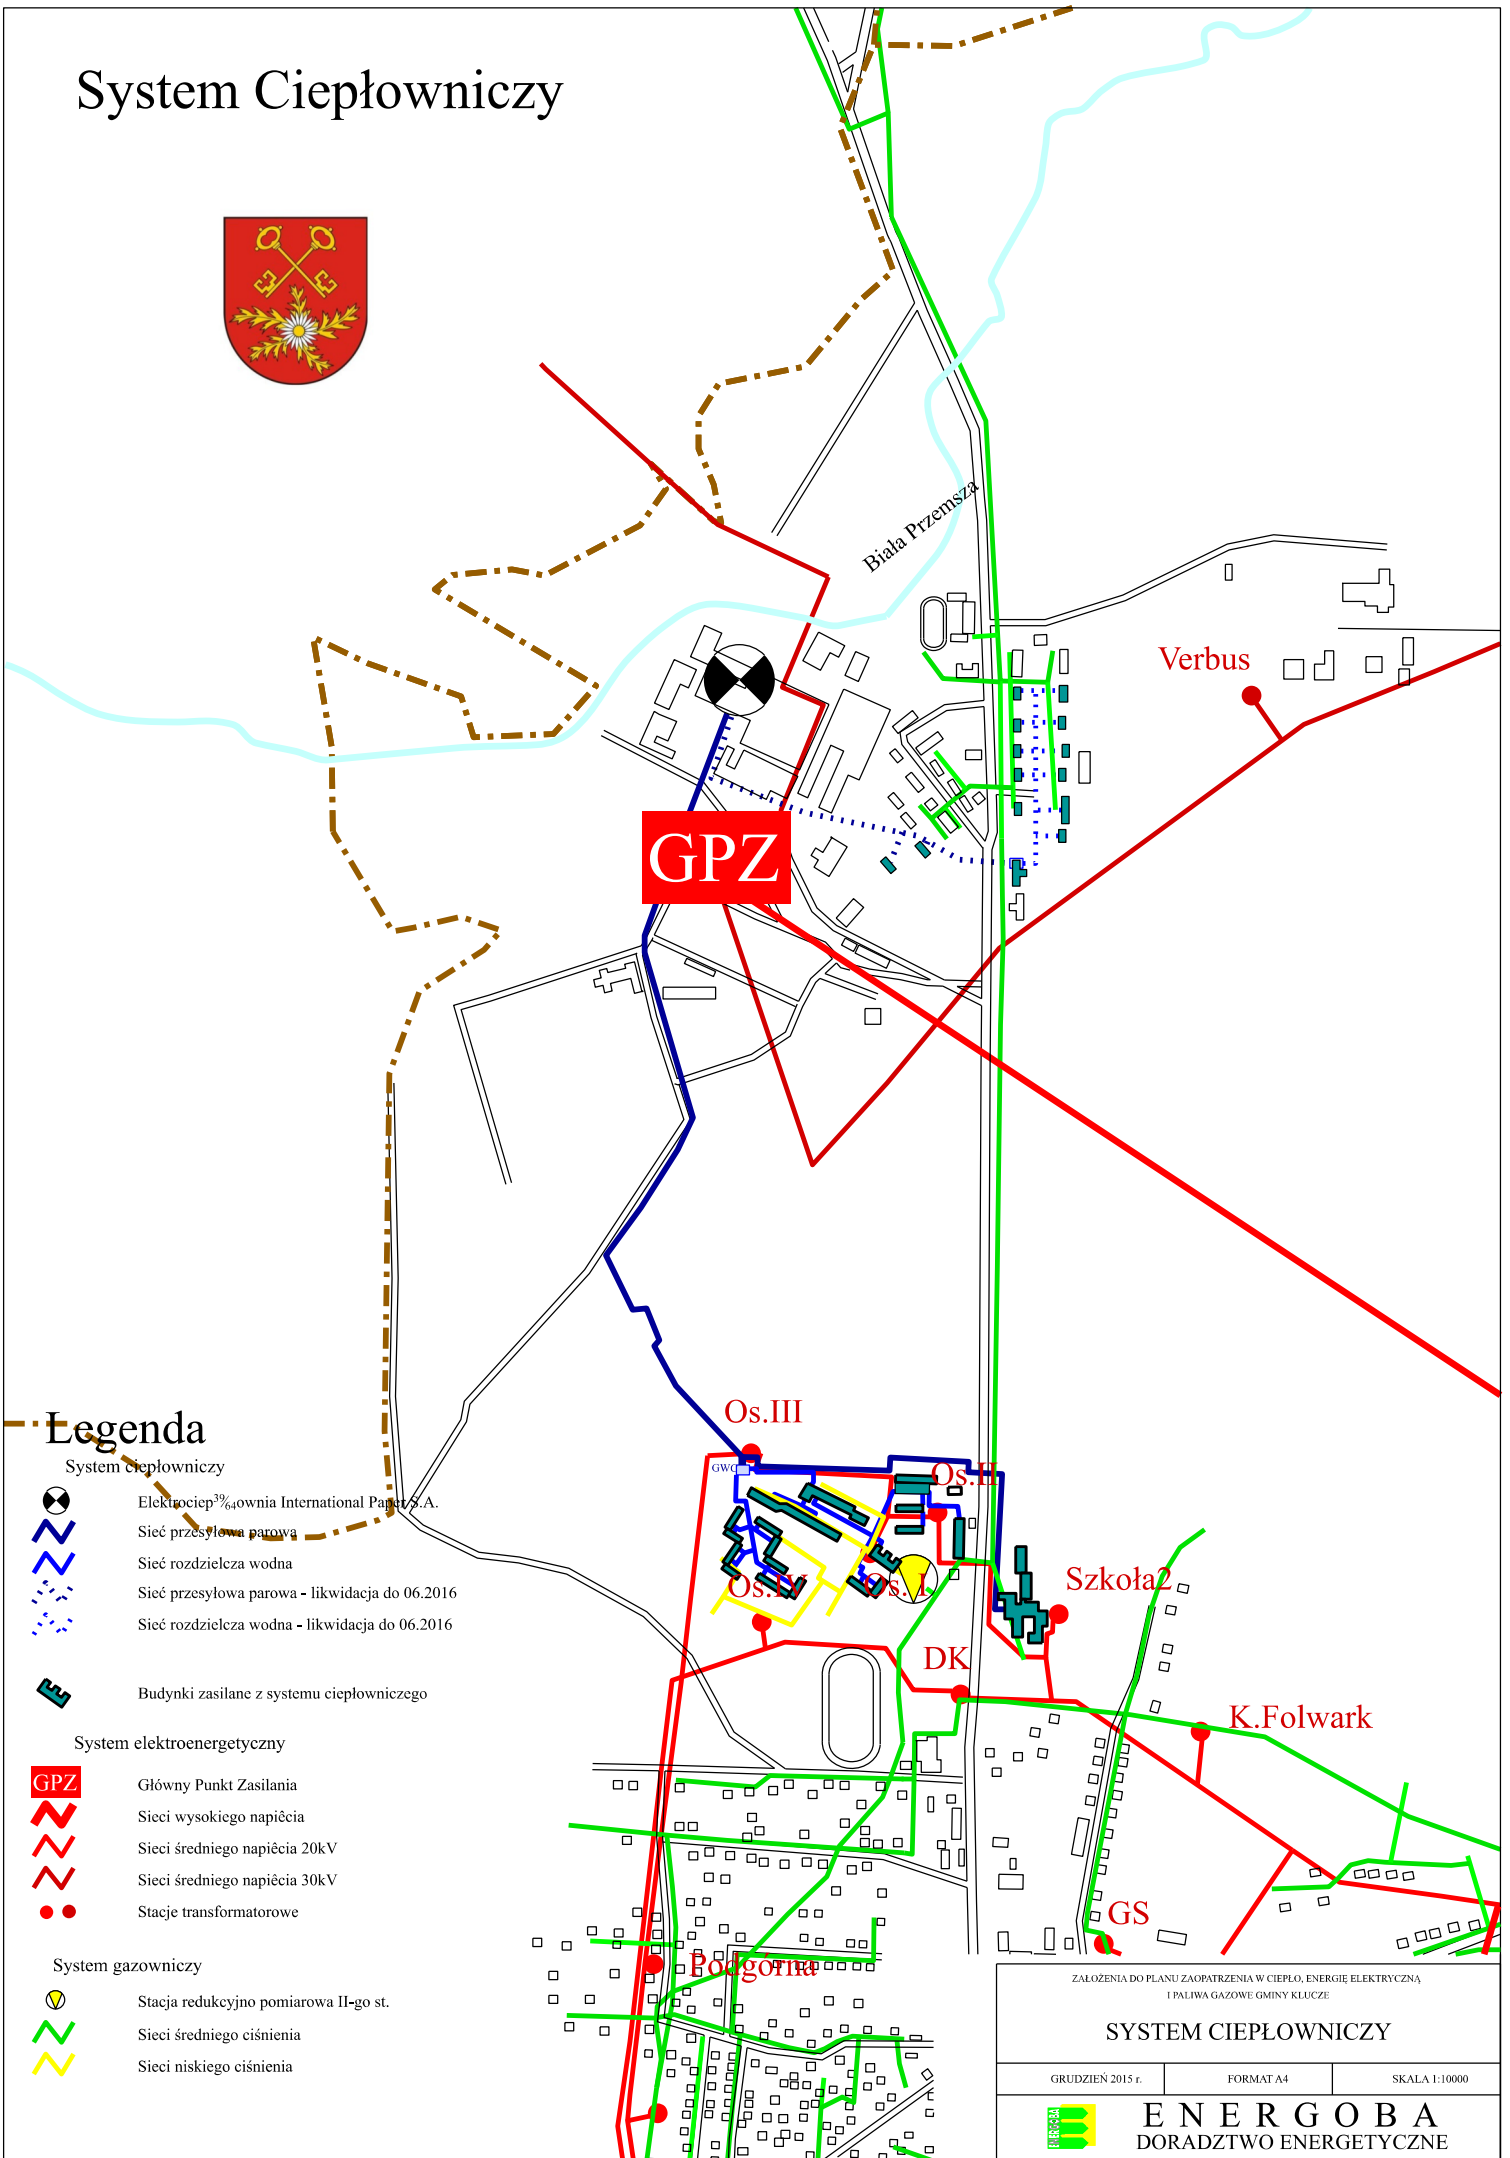 System Ciepłowniczy
Biała Przemsza
Verbus
GPZ
Os.III
GWC
Os.II
Os.IV
Os. I
Szkoła2
DK
K.Folwark
GS
Podgórna
Legenda
System ciepłowniczy
Elektrociep¾ownia International Paper S.A.
Sieć przesyłowa parowa
Sieć rozdzielcza wodna
Sieć przesyłowa parowa - likwidacja do 06.2016
Sieć rozdzielcza wodna - likwidacja do 06.2016
Budynki zasilane z systemu ciepłowniczego
System elektroenergetyczny
GPZ
Główny Punkt Zasilania
Sieci wysokiego napiêcia
Sieci średniego napiêcia 20kV
Sieci średniego napiêcia 30kV
Stacje transformatorowe
System gazowniczy
Stacja redukcyjno pomiarowa II-go st.
Sieci średniego ciśnienia
Sieci niskiego ciśnienia
ZAŁOŻENIA DO PLANU ZAOPATRZENIA W CIEPŁO, ENERGIĘ ELEKTRYCZNĄ
I PALIWA GAZOWE GMINY KLUCZE
SYSTEM CIEPŁOWNICZY
GRUDZIEŃ 2015 r.
FORMAT A4
SKALA 1:10000
ENERGOBA
ENERGOBA
DORADZTWO ENERGETYCZNE